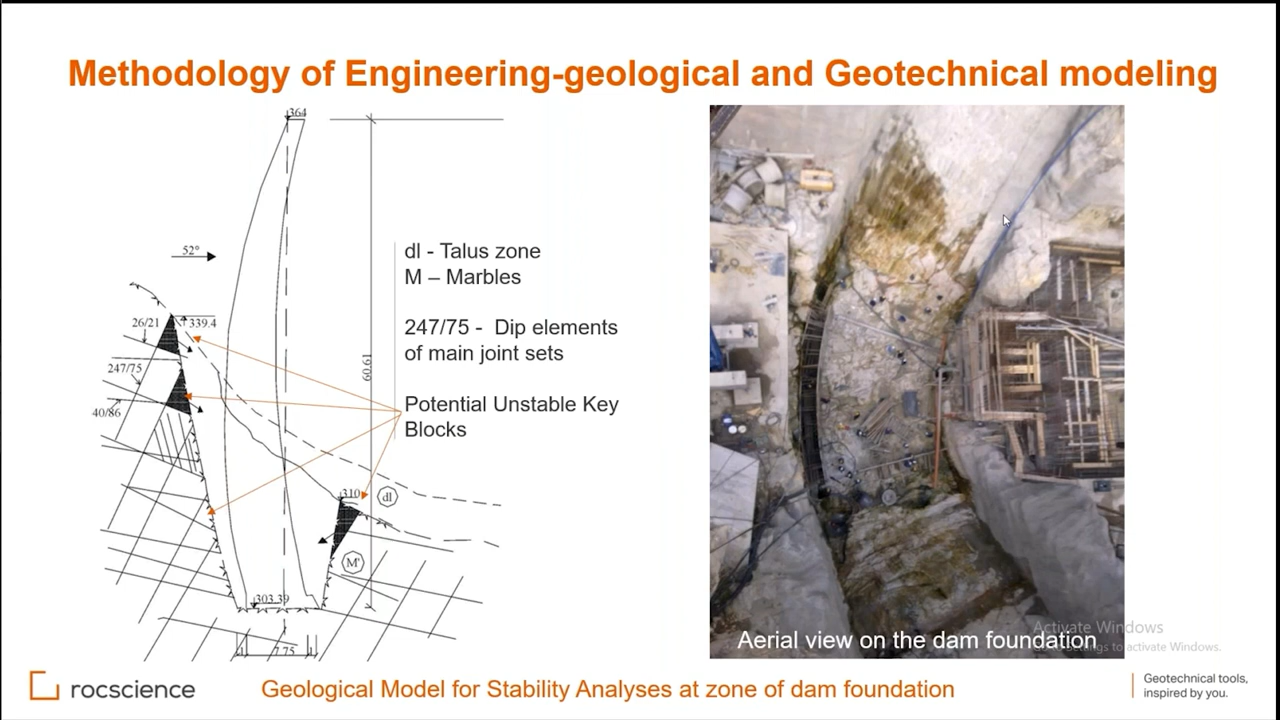 Methodology of Engineering-geological and Geotechnical modeling
364
52°
dl - Talus zone
M – Marbles
26/21
339.4
247/75 - Dip elements
of main joint sets
247/75
60.61
40/86
Potential Unstable Key
Blocks
310
dl
M'
303.39
7.75
Aerial view on the dam foundation
Activate Windows
to activate Windows.
rocscience
Geological Model for Stability Analyses at zone of dam foundation
Geotechnical tools,
inspired by you.